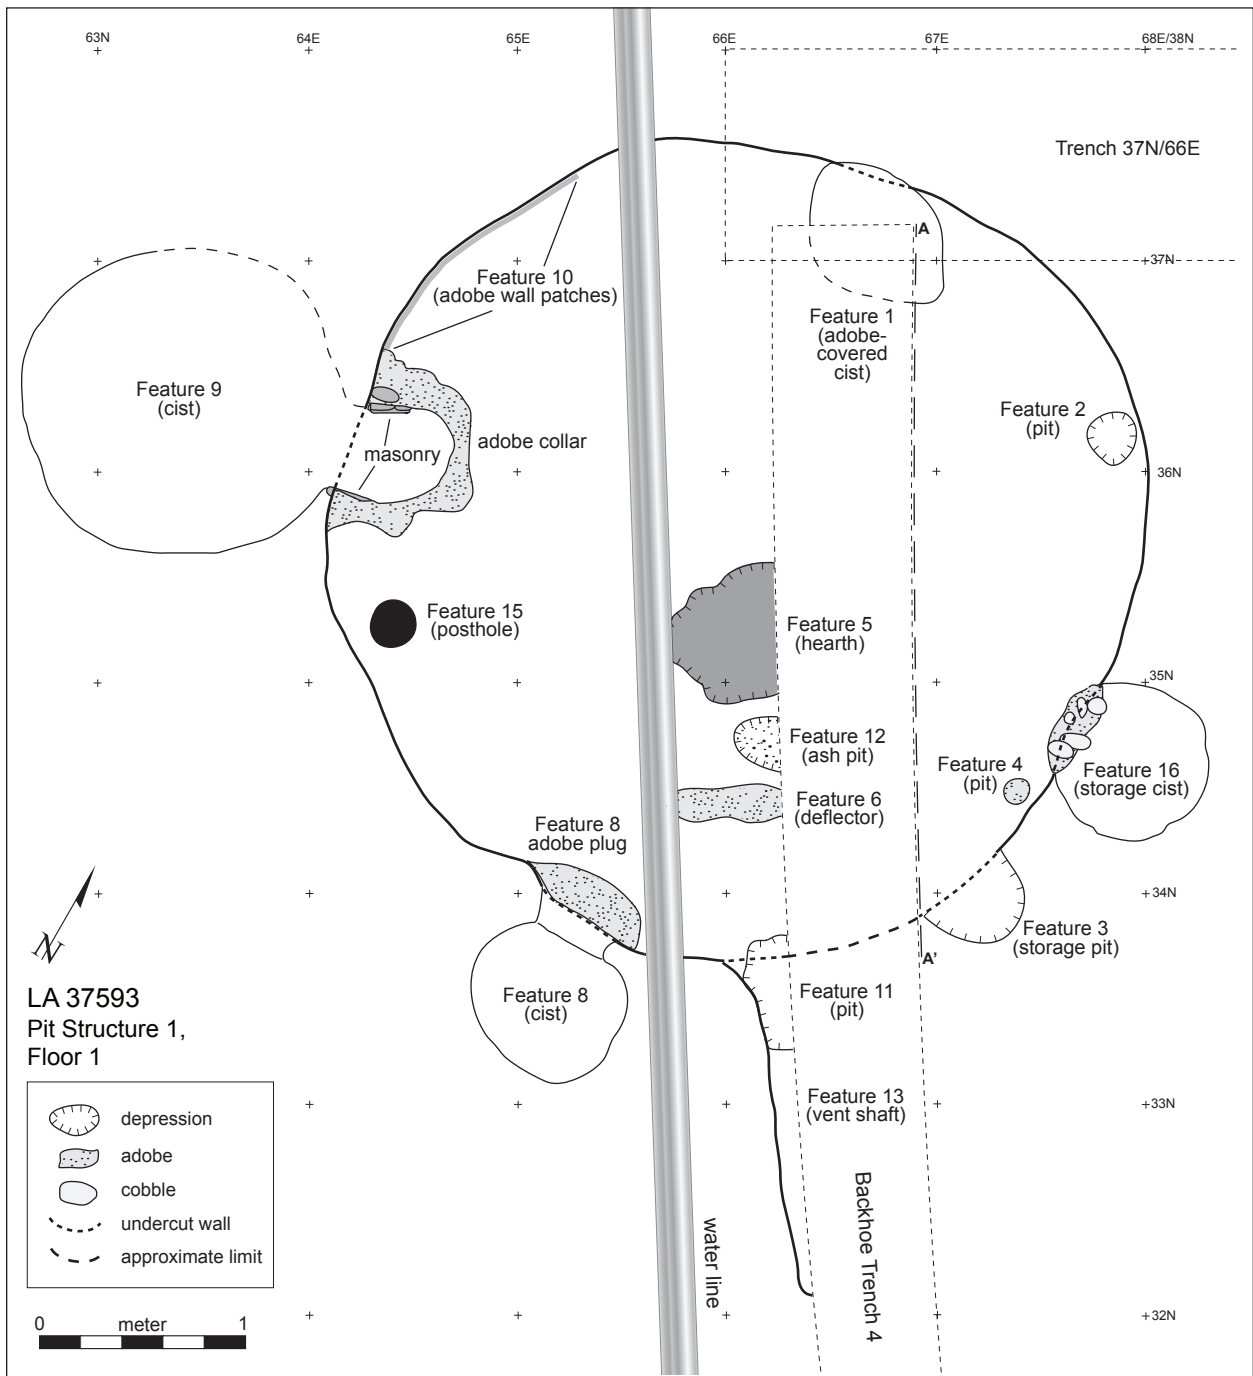 63N
64E
65E
66E
67E
68E/38N
Trench 37N/66E
A
37N
Feature 10
(adobe wall patches)
Feature 1
(adobe-
covered
cist)
Feature 9
(cist)
Feature 2
(pit)
adobe collar
masonry
36N
Feature 15
(posthole)
Feature 5
(hearth)
35N
Feature 12
(ash pit)
Feature 4
(pit)
Feature 16
(storage cist)
Feature 6
(deflector)
Feature 8
adobe plug
34N
Feature 3
(storage pit)
A'
N
Feature 8
(cist)
Feature 11
(pit)
LA 37593
Pit Structure 1,
Floor 1
Feature 13
(vent shaft)
33N
depression
adobe
cobble
undercut wall
approximate limit
water line
Backhoe Trench 4
32N
0 meter 1